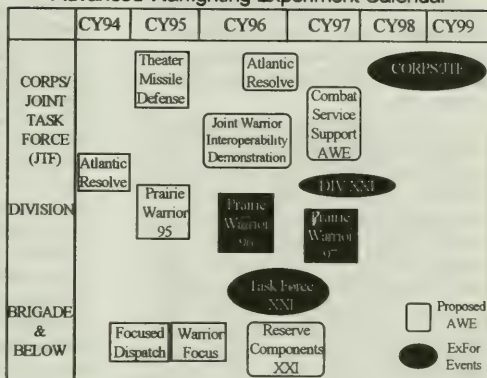 Advanced Warfighting Experiment Calendar
CY94 CY95 CY96 CY97 CY98 CY99
CORPS/
JOINT
TASK
FORCE
(JTF)
Theater
Missile
Defense
Atlantic
Resolve
CORPS/JTF
Combat
Service
Support
AWE
Joint Warrior
Interoperability
Demonstration
Atlantic
Resolve
DIVISION
Prairie
Warrior
95
Prairie
Warrior
96
DIV XXI
Prairie
Warrior
97
Task Force
XXI
BRIGADE
&
BELOW
Focused
Dispatch
Warrior
Focus
Reserve
Components
XXI
Proposed
AWE
ExFor
Events